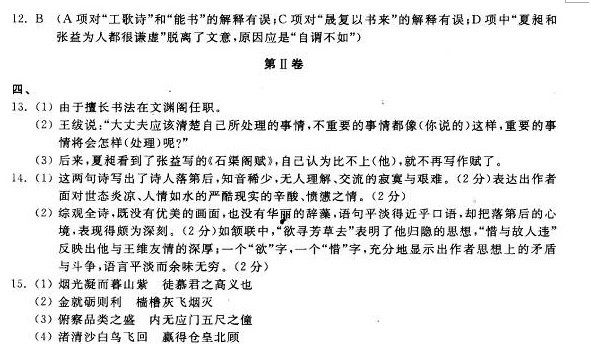 12. B (A 项对“工歌诗”和“能书”的解释有误;C 项对“晟复以书来”的解释有误;D 项中“夏昶和
张益为人都很谦虚”脱离了文意,原因应是“自谓不如”)
第Ⅱ卷
四、
13. (1) 由于擅长书法在文渊阁任职。
(2) 王绂说:“大丈夫应该清楚自己所处理的事情,不重要的事情都像(你说的)这样,重要的事
情将会怎样(处理)呢?”
(3) 后来,夏昶看到了张益写的《石渠阁赋》,自己认为比不上(他),就不再写作赋了。
14. (1) 这两句诗写出了诗人落第后,知音稀少,无人理解、交流的寂寞与艰难。(2 分)表达出作者
面对世态炎凉、人情如水的严酷现实的辛酸、愤懑之情。(2 分)
(2) 综观全诗,既没有优美的画面,也没有华丽的辞藻,语句平淡得近乎口语,却把落第后的心
境,表现得颇为深刻。(2 分)如颔联中,“欲寻芳草去”表明了他归隐的思想,“惜与故人违”
反映出他与王维友情的深厚;一个“欲”字,一个“惜”字,充分地显示出作者思想上的矛盾
与斗争,语言平淡而余味无穷。(2 分)
15. (1) 烟光凝而暮山紫 徒慕君之高义也
(2) 金就砺则利 樯橹灰飞烟灭
(3) 俯察品类之盛 内无应门五尺之僮
(4) 渚清沙白鸟飞回 赢得仓皇北顾